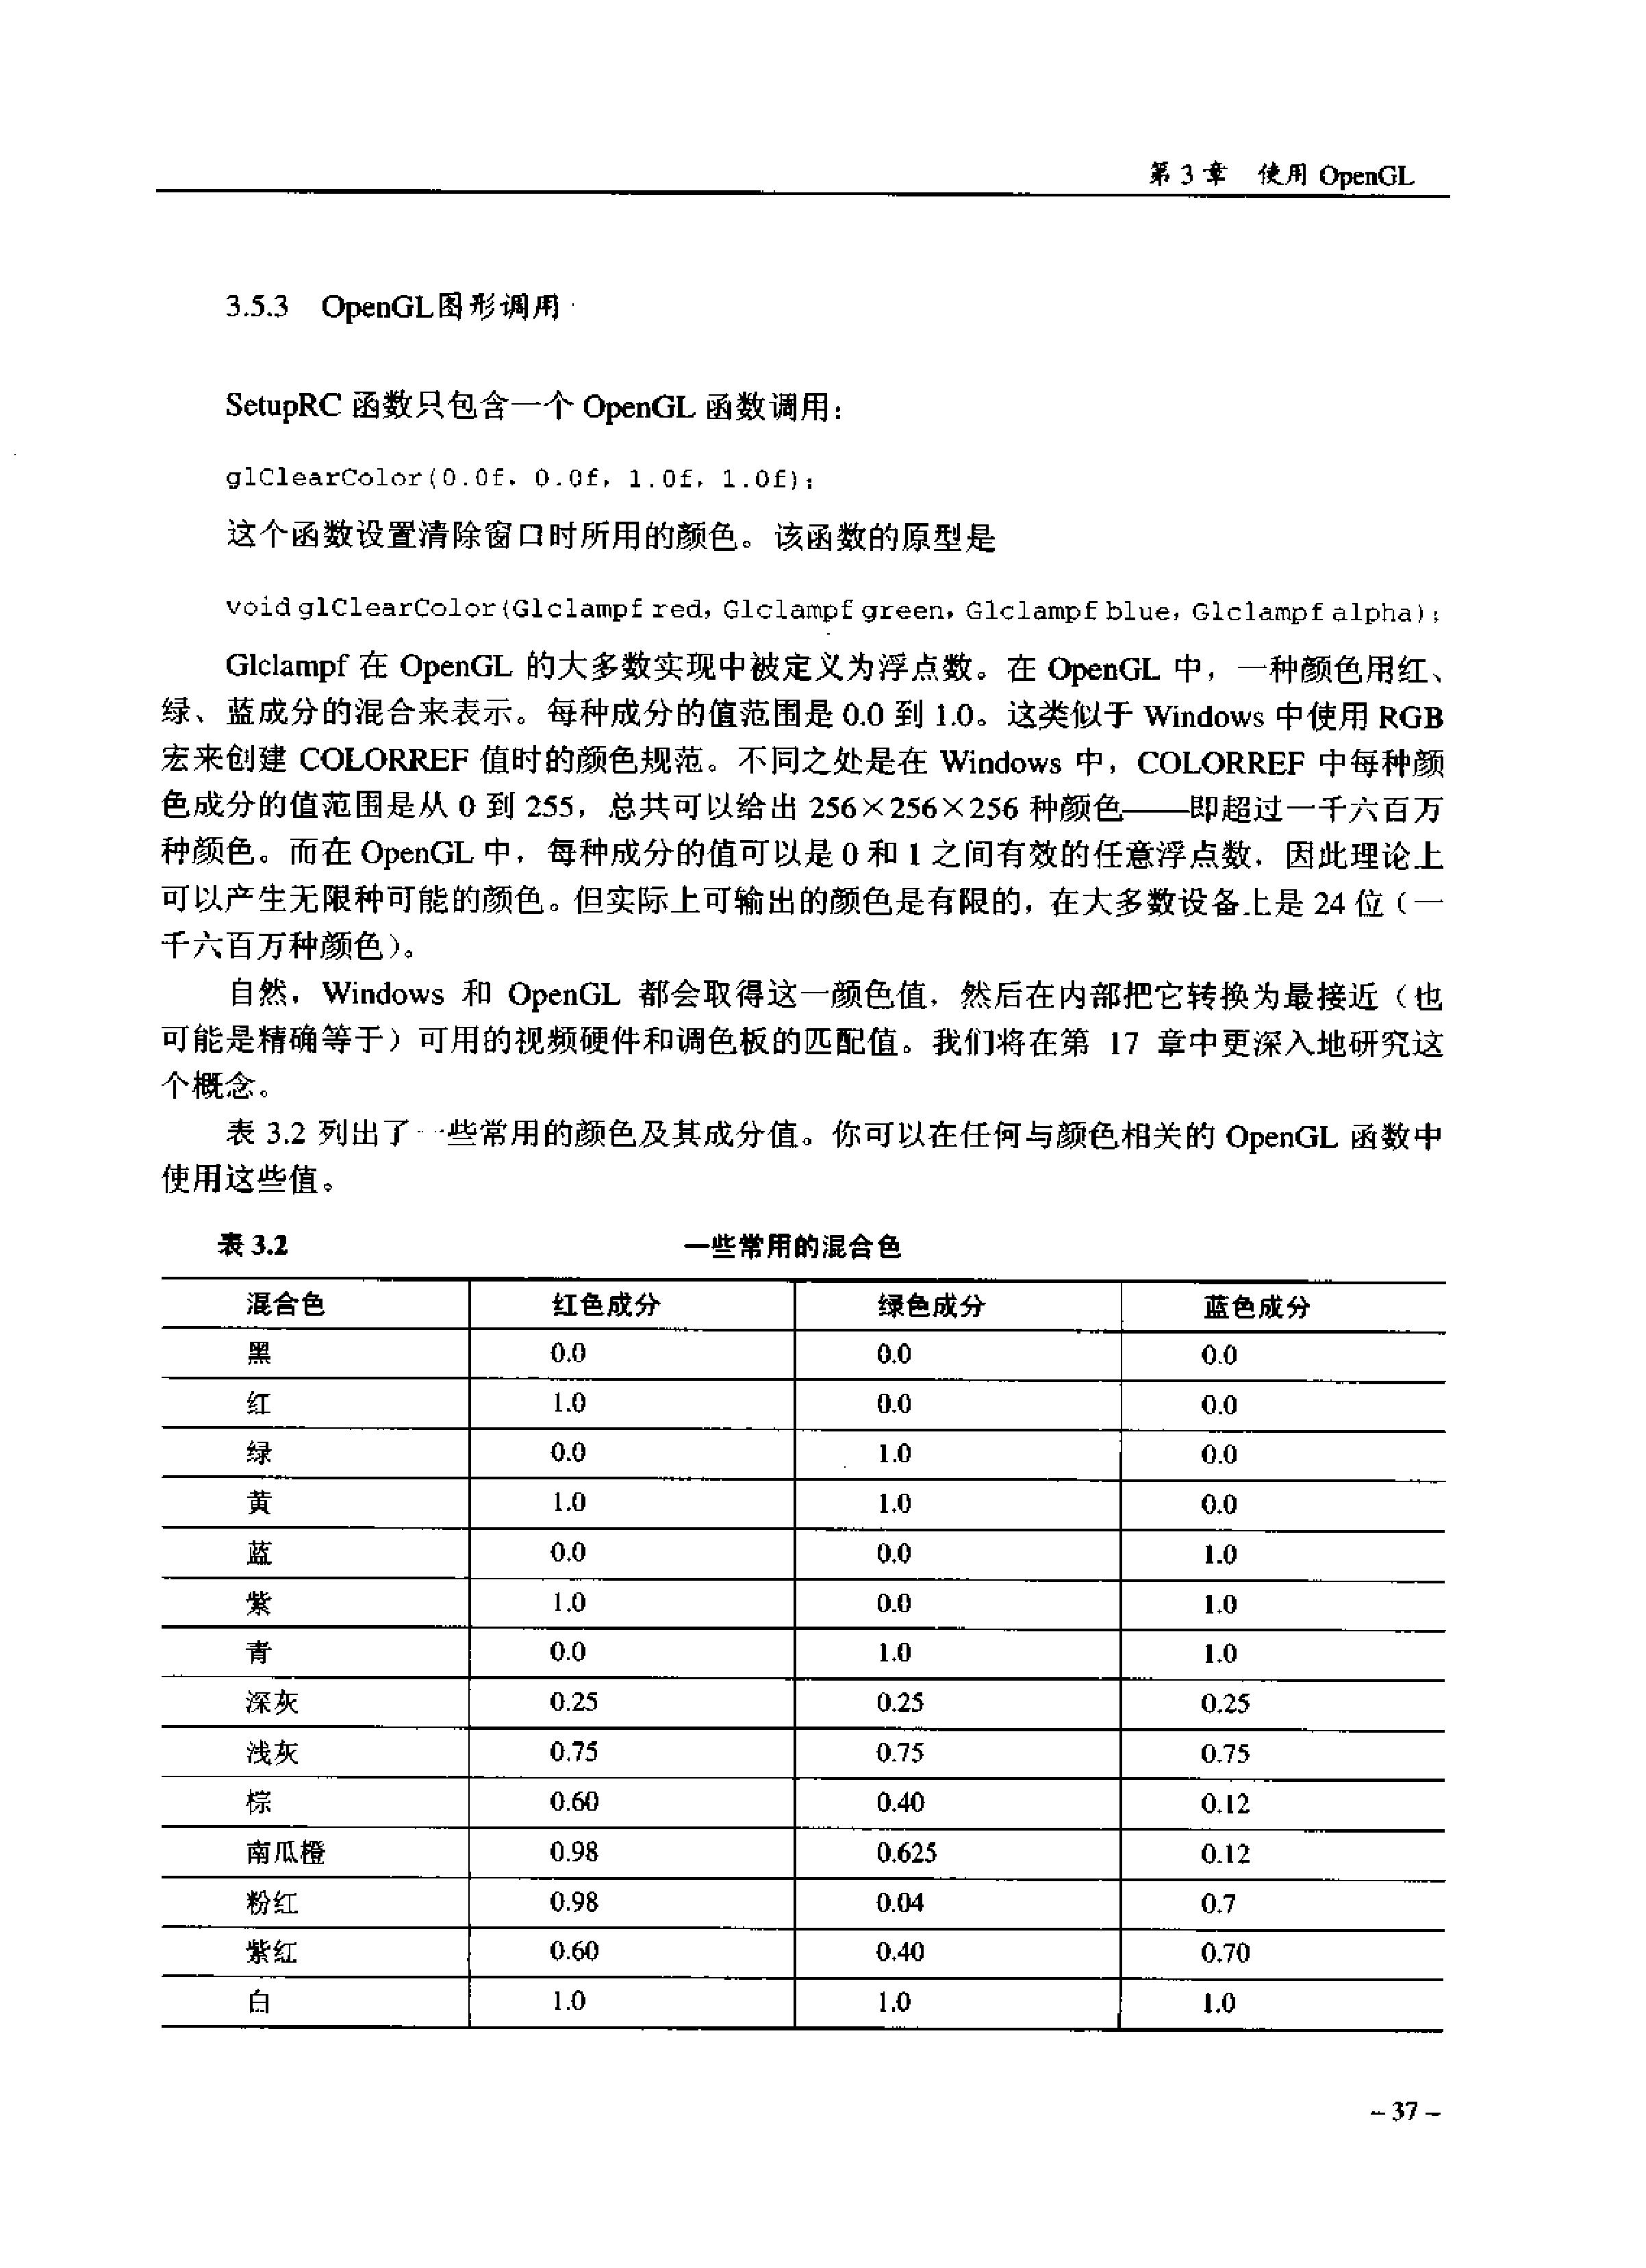 第 3 章 使用 OpenGL
3.5.3 OpenGL图形调用
SetupRC 函数只包含一个 OpenGL 函数调用：
glClearColor(0.0f, 0.0f, 1.0f, 1.0f);
这个函数设置清除窗口时所用的颜色。该函数的原型是
void glClearColor(Glclampf red, Glclampf green, Glclampf blue, Glclampf alpha);
Glclampf 在 OpenGL 的大多数实现中被定义为浮点数。在 OpenGL 中，一种颜色用红、
绿、蓝成分的混合来表示。每种成分的值范围是 0.0 到 1.0。这类似于 Windows 中使用 RGB
宏来创建 COLORREF 值时的颜色规范。不同之处是在 Windows 中，COLORREF 中每种颜
色成分的值范围是从 0 到 255，总共可以给出 256×256×256 种颜色——即超过一千六百万
种颜色。而在 OpenGL 中，每种成分的值可以是 0 和 1 之间有效的任意浮点数，因此理论上
可以产生无限种可能的颜色。但实际上可输出的颜色是有限的，在大多数设备上是 24 位（一
千六百万种颜色）。
自然，Windows 和 OpenGL 都会取得这一颜色值，然后在内部把它转换为最接近（也
可能是精确等于）可用的视频硬件和调色板的匹配值。我们将在第 17 章中更深入地研究这
个概念。
表 3.2 列出了一些常用的颜色及其成分值。你可以在任何与颜色相关的 OpenGL 函数中
使用这些值。
表 3.2 一些常用的混合色
混合色 红色成分 绿色成分 蓝色成分
黑 0.0 0.0 0.0
红 1.0 0.0 0.0
绿 0.0 1.0 0.0
黄 1.0 1.0 0.0
蓝 0.0 0.0 1.0
紫 1.0 0.0 1.0
青 0.0 1.0 1.0
深灰 0.25 0.25 0.25
浅灰 0.75 0.75 0.75
棕 0.60 0.40 0.12
南瓜橙 0.98 0.625 0.12
粉红 0.98 0.04 0.7
紫红 0.60 0.40 0.70
白 1.0 1.0 1.0
– 37 –